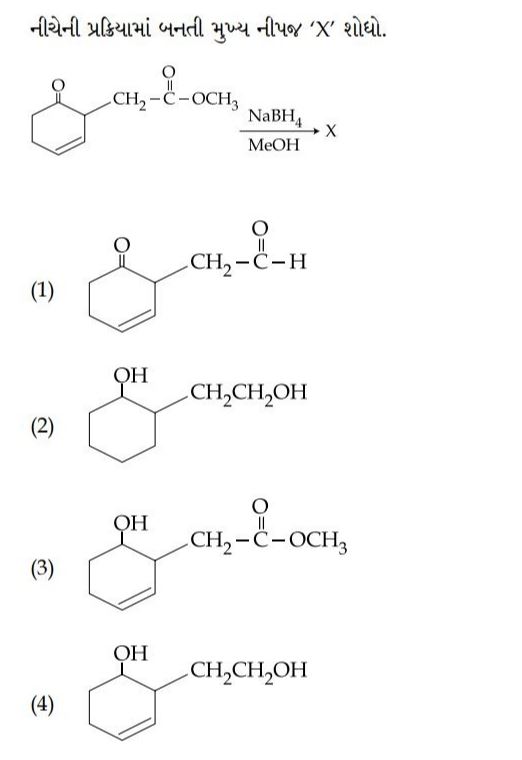 નીચેની પ્રક્રિયામાં બનતી મુખ્ય નીપજ ‘X’ શોધો.
O
O
CH₂–C–OCH₃
NaBH₄
MeOH
X
(1)
O
O
CH₂–C–H
(2)
OH
CH₂CH₂OH
(3)
OH
O
CH₂–C–OCH₃
(4)
OH
CH₂CH₂OH